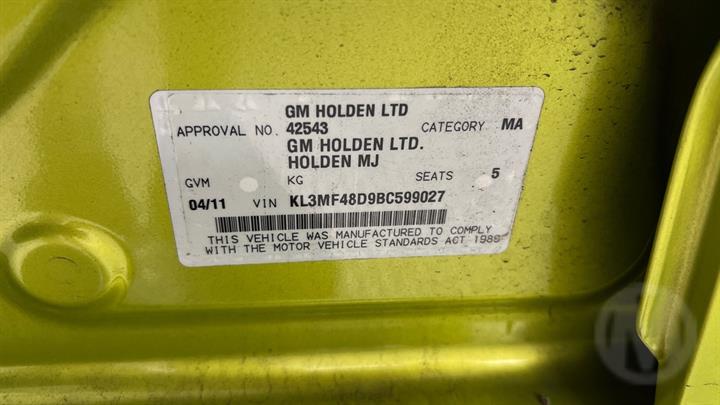 GM HOLDEN LTD
APPROVAL NO. 42543 CATEGORY MA
GM HOLDEN LTD.
HOLDEN MJ
GVM KG SEATS 5
04/11 VIN KL3MF48D9BC599027
THIS VEHICLE WAS MANUFACTURED TO COMPLY
WITH THE MOTOR VEHICLE STANDARDS ACT 1989